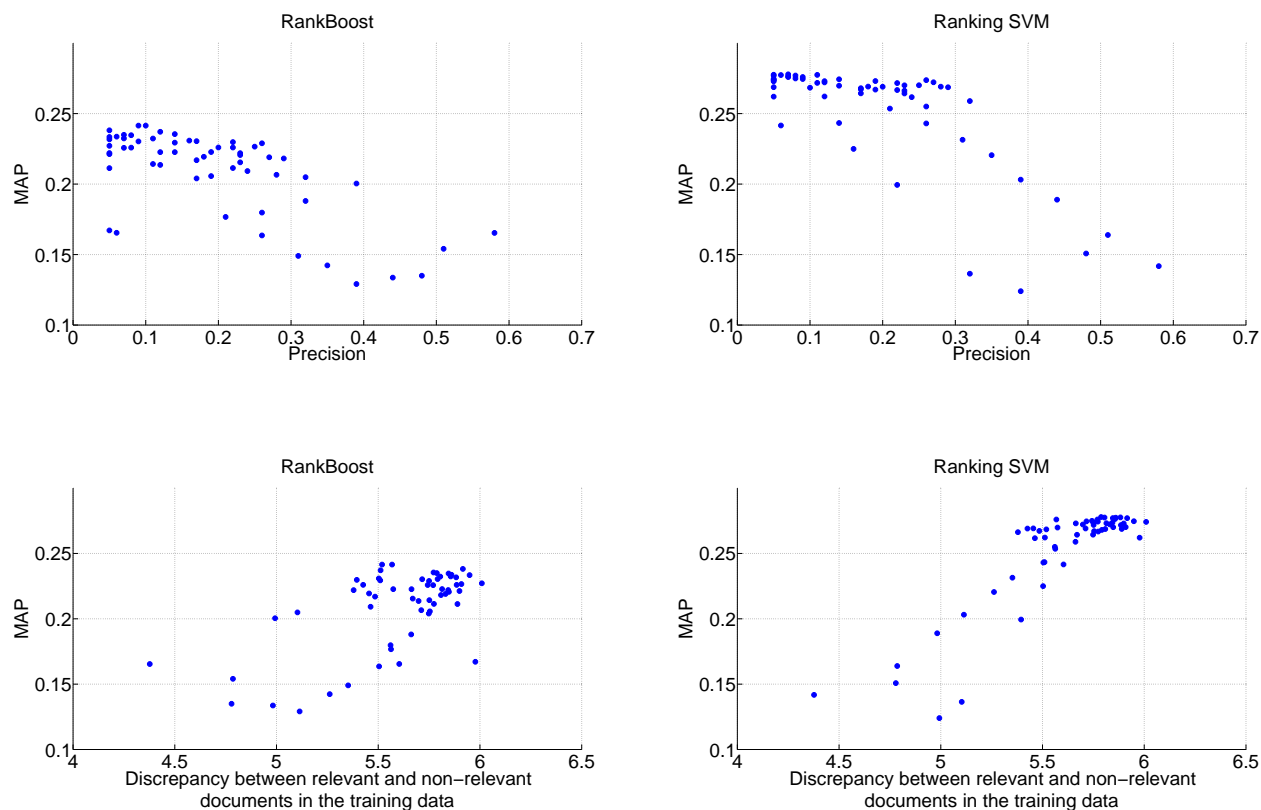 RankBoost
MAP
0.25
0.2
0.15
0.1
0 0.1 0.2 0.3 0.4 0.5 0.6 0.7
Precision
Ranking SVM
MAP
0.25
0.2
0.15
0.1
0 0.1 0.2 0.3 0.4 0.5 0.6 0.7
Precision
RankBoost
MAP
0.25
0.2
0.15
0.1
4 4.5 5 5.5 6 6.5
Discrepancy between relevant and non−relevant
documents in the training data
Ranking SVM
MAP
0.25
0.2
0.15
0.1
4 4.5 5 5.5 6 6.5
Discrepancy between relevant and non−relevant
documents in the training data